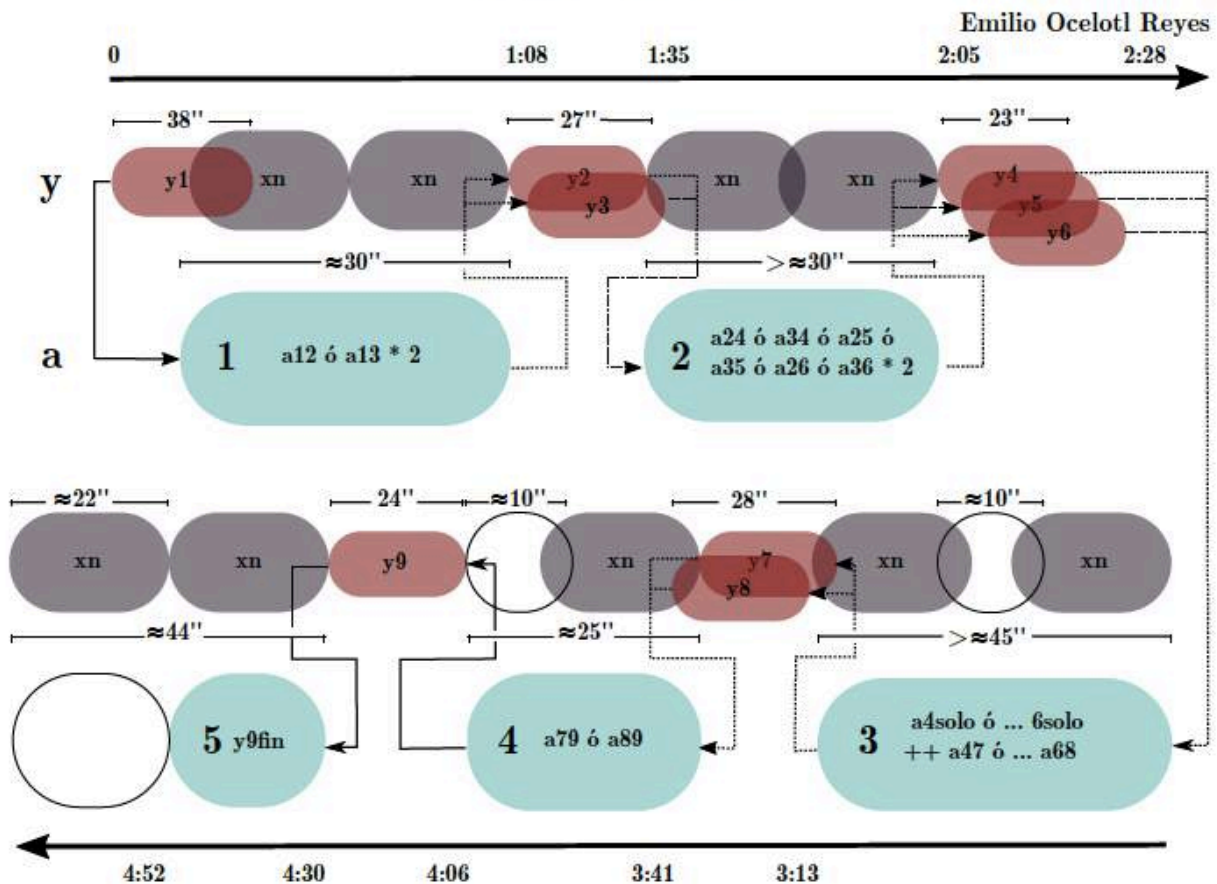 Emilio Ocelotl Reyes
0 1:08 1:35 2:05 2:28
38" 27" 23"
y y1 xn xn y2 xn xn y4
y3 y5
y6
≈30" >≈30"
a 1 a12 ó a13 * 2 2 a24 ó a34 ó a25 ó
a35 ó a26 ó a36 * 2
≈22" 24" ≈10" 28" ≈10"
xn xn y9 xn y7 xn xn
y8
≈44" ≈25" >≈45"
5 y9fin 4 a79 ó a89 3 a4solo ó ... 6solo
++ a47 ó ... a68
4:52 4:30 4:06 3:41 3:13